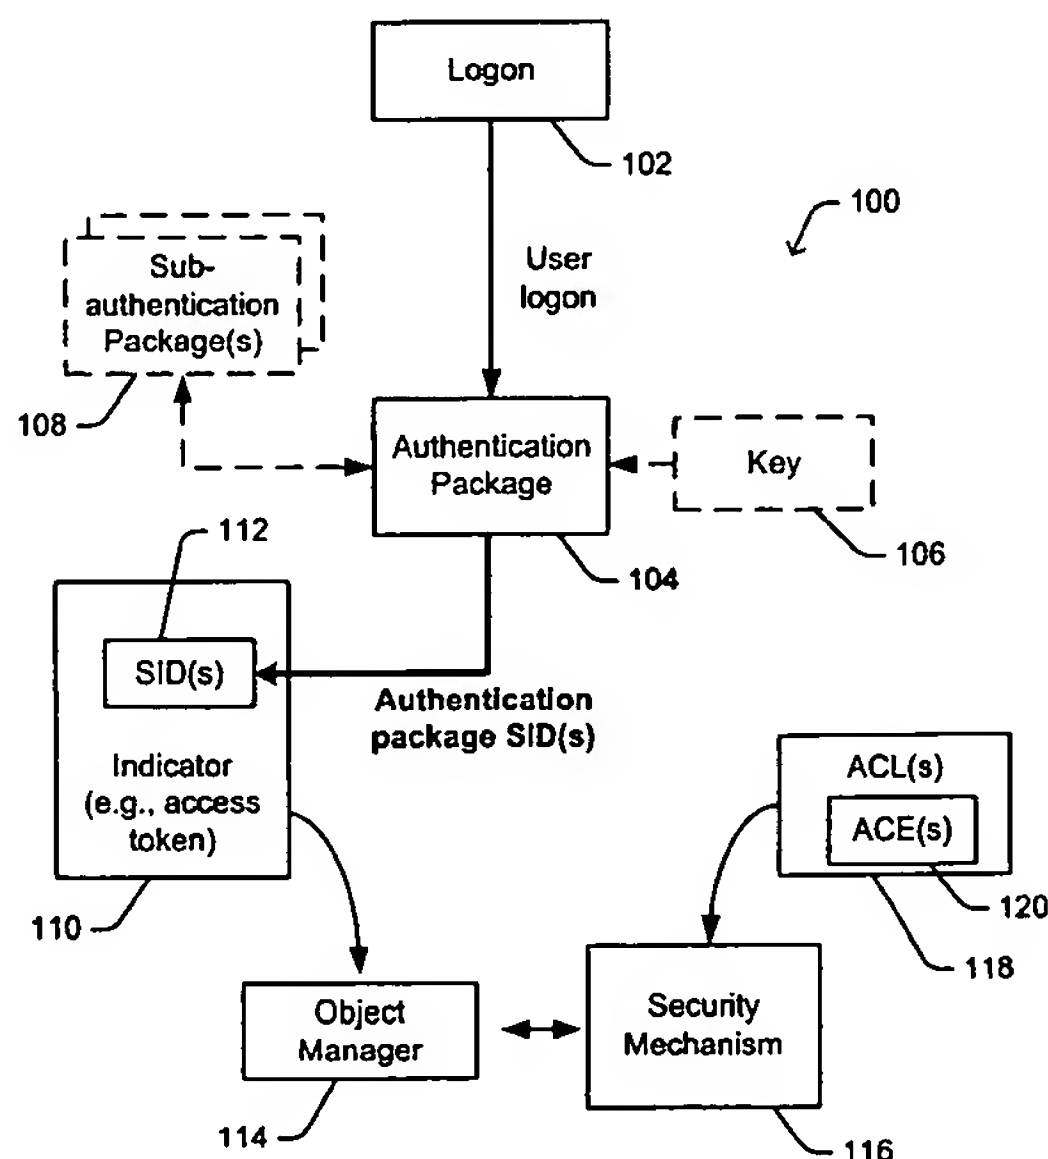 Logon
102
100
User
logon
Sub-
authentication
Package(s)
108
Authentication
Package
Key
112
104
106
SID(s)
Authentication
package SID(s)
Indicator
(e.g., access
token)
ACL(s)
ACE(s)
120
110
118
Object
Manager
Security
Mechanism
114
116